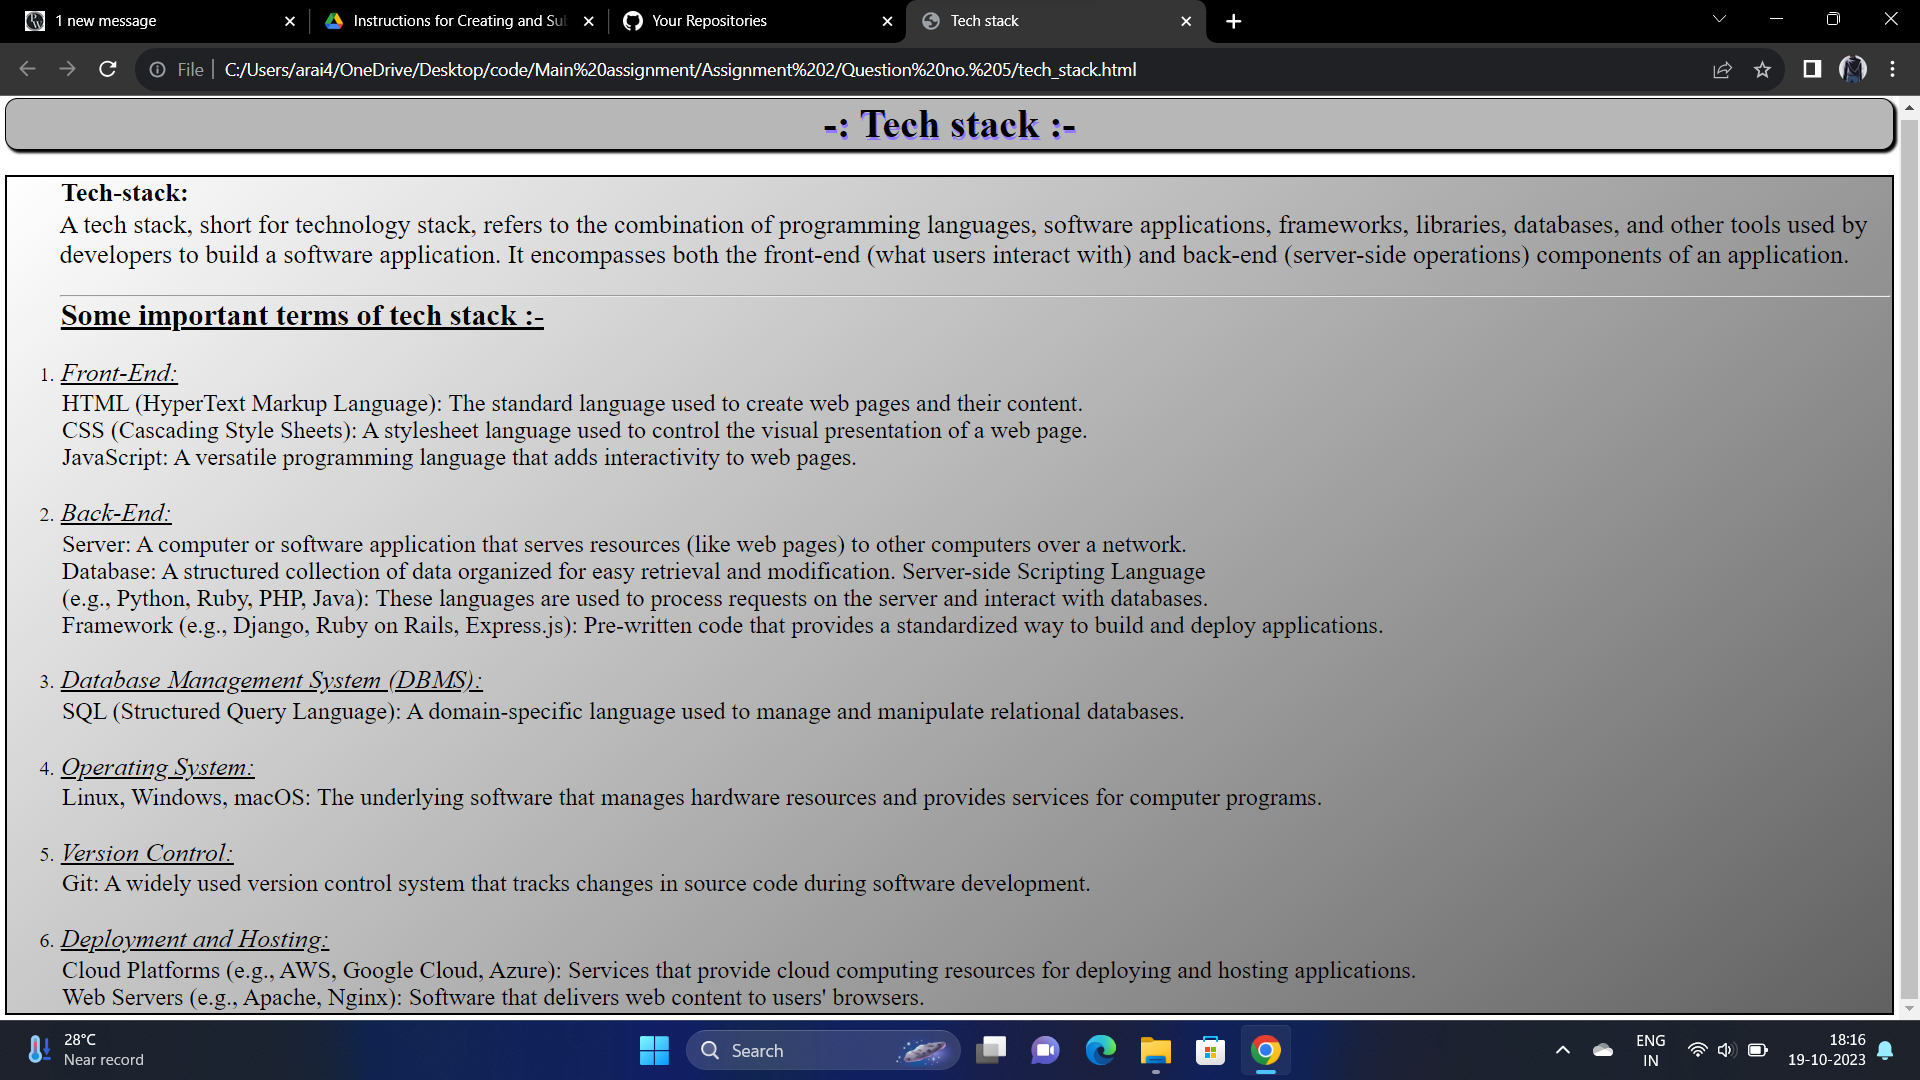 1 new message
Instructions for Creating and Su
Your Repositories
Tech stack
File
C:/Users/arai4/OneDrive/Desktop/code/Main%20assignment/Assignment%202/Question%20no.%205/tech_stack.html
-: Tech stack :-
Tech-stack:
A tech stack, short for technology stack, refers to the combination of programming languages, software applications, frameworks, libraries, databases, and other tools used by
developers to build a software application. It encompasses both the front-end (what users interact with) and back-end (server-side operations) components of an application.
Some important terms of tech stack :-
1. Front-End:
HTML (HyperText Markup Language): The standard language used to create web pages and their content.
CSS (Cascading Style Sheets): A stylesheet language used to control the visual presentation of a web page.
JavaScript: A versatile programming language that adds interactivity to web pages.
2. Back-End:
Server: A computer or software application that serves resources (like web pages) to other computers over a network.
Database: A structured collection of data organized for easy retrieval and modification. Server-side Scripting Language
(e.g., Python, Ruby, PHP, Java): These languages are used to process requests on the server and interact with databases.
Framework (e.g., Django, Ruby on Rails, Express.js): Pre-written code that provides a standardized way to build and deploy applications.
3. Database Management System (DBMS):
SQL (Structured Query Language): A domain-specific language used to manage and manipulate relational databases.
4. Operating System:
Linux, Windows, macOS: The underlying software that manages hardware resources and provides services for computer programs.
5. Version Control:
Git: A widely used version control system that tracks changes in source code during software development.
6. Deployment and Hosting:
Cloud Platforms (e.g., AWS, Google Cloud, Azure): Services that provide cloud computing resources for deploying and hosting applications.
Web Servers (e.g., Apache, Nginx): Software that delivers web content to users' browsers.
28°C
Near record
Search
ENG
IN
18:16
19-10-2023